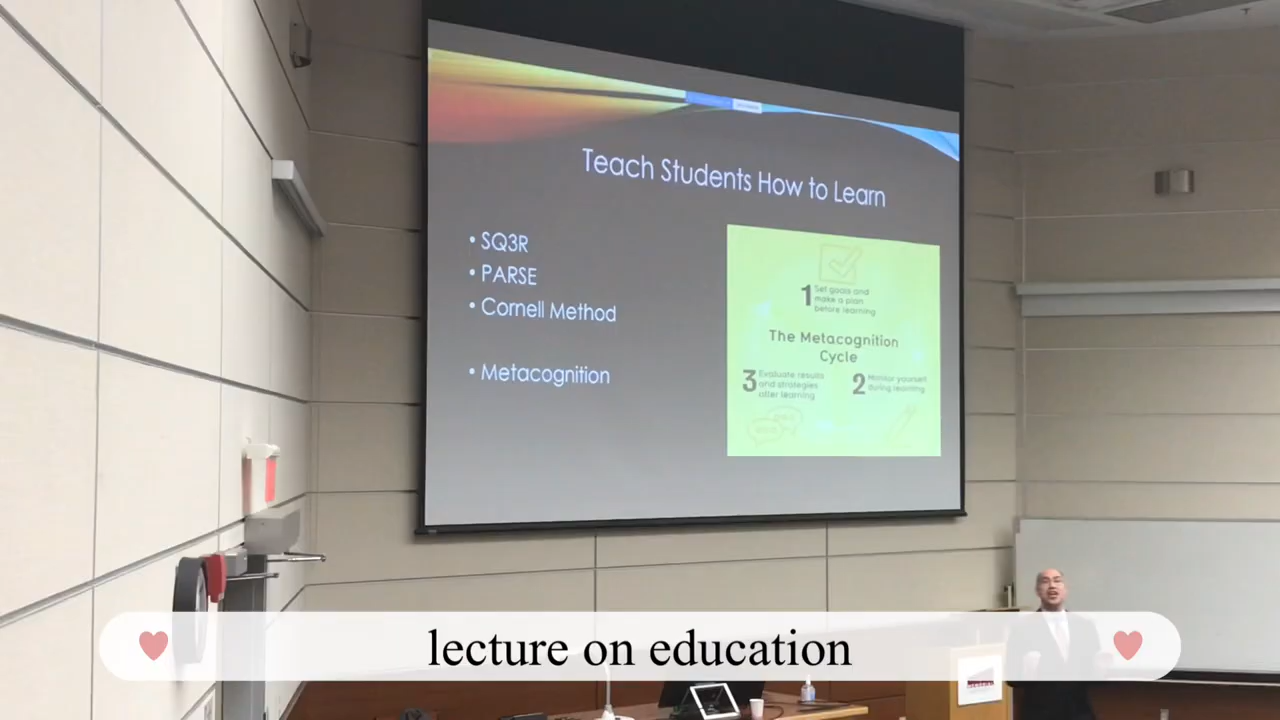 Teach Students How to Learn
• SQ3R
• PARSE
• Cornell Method
• Metacognition
1 Set goals and
make a plan
before learning
The Metacognition
Cycle
3 Evaluate results
and strategies
after learning
2 Monitor yourself
during learning
lecture on education